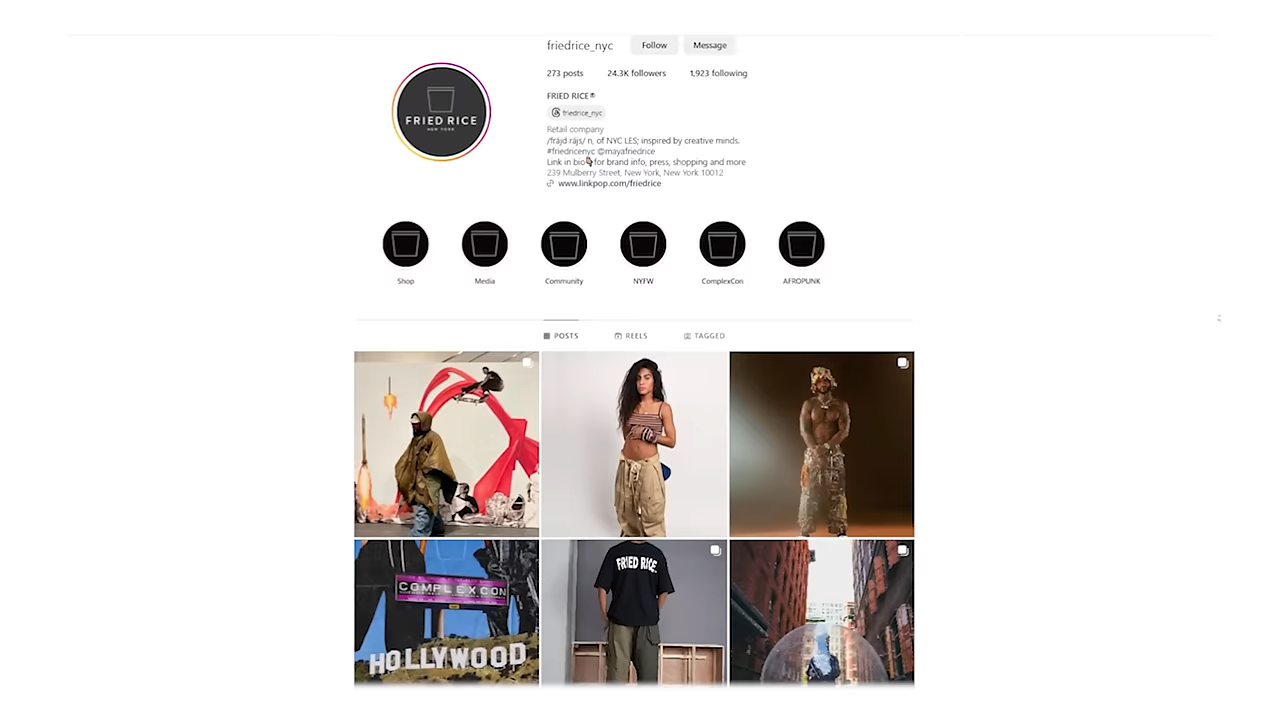 friedrice_nyc Follow Message
273 posts 24.3K followers 1,923 following
FRIED RICE®
friedrice_nyc
Retail company
/frájd rájs/ n, of NYC LES; inspired by creative minds.
#friedricenyc @mayafriedrice
Link in bio for brand info, press, shopping and more
239 Mulberry Street, New York, New York 10012
www.linkpop.com/friedrice
FRIED RICE
NEW YORK
Shop Media Community NYFW ComplexCon AFROPUNK
POSTS REELS TAGGED
COMPLEXCON
HOLLYWOOD
FRIED RICE